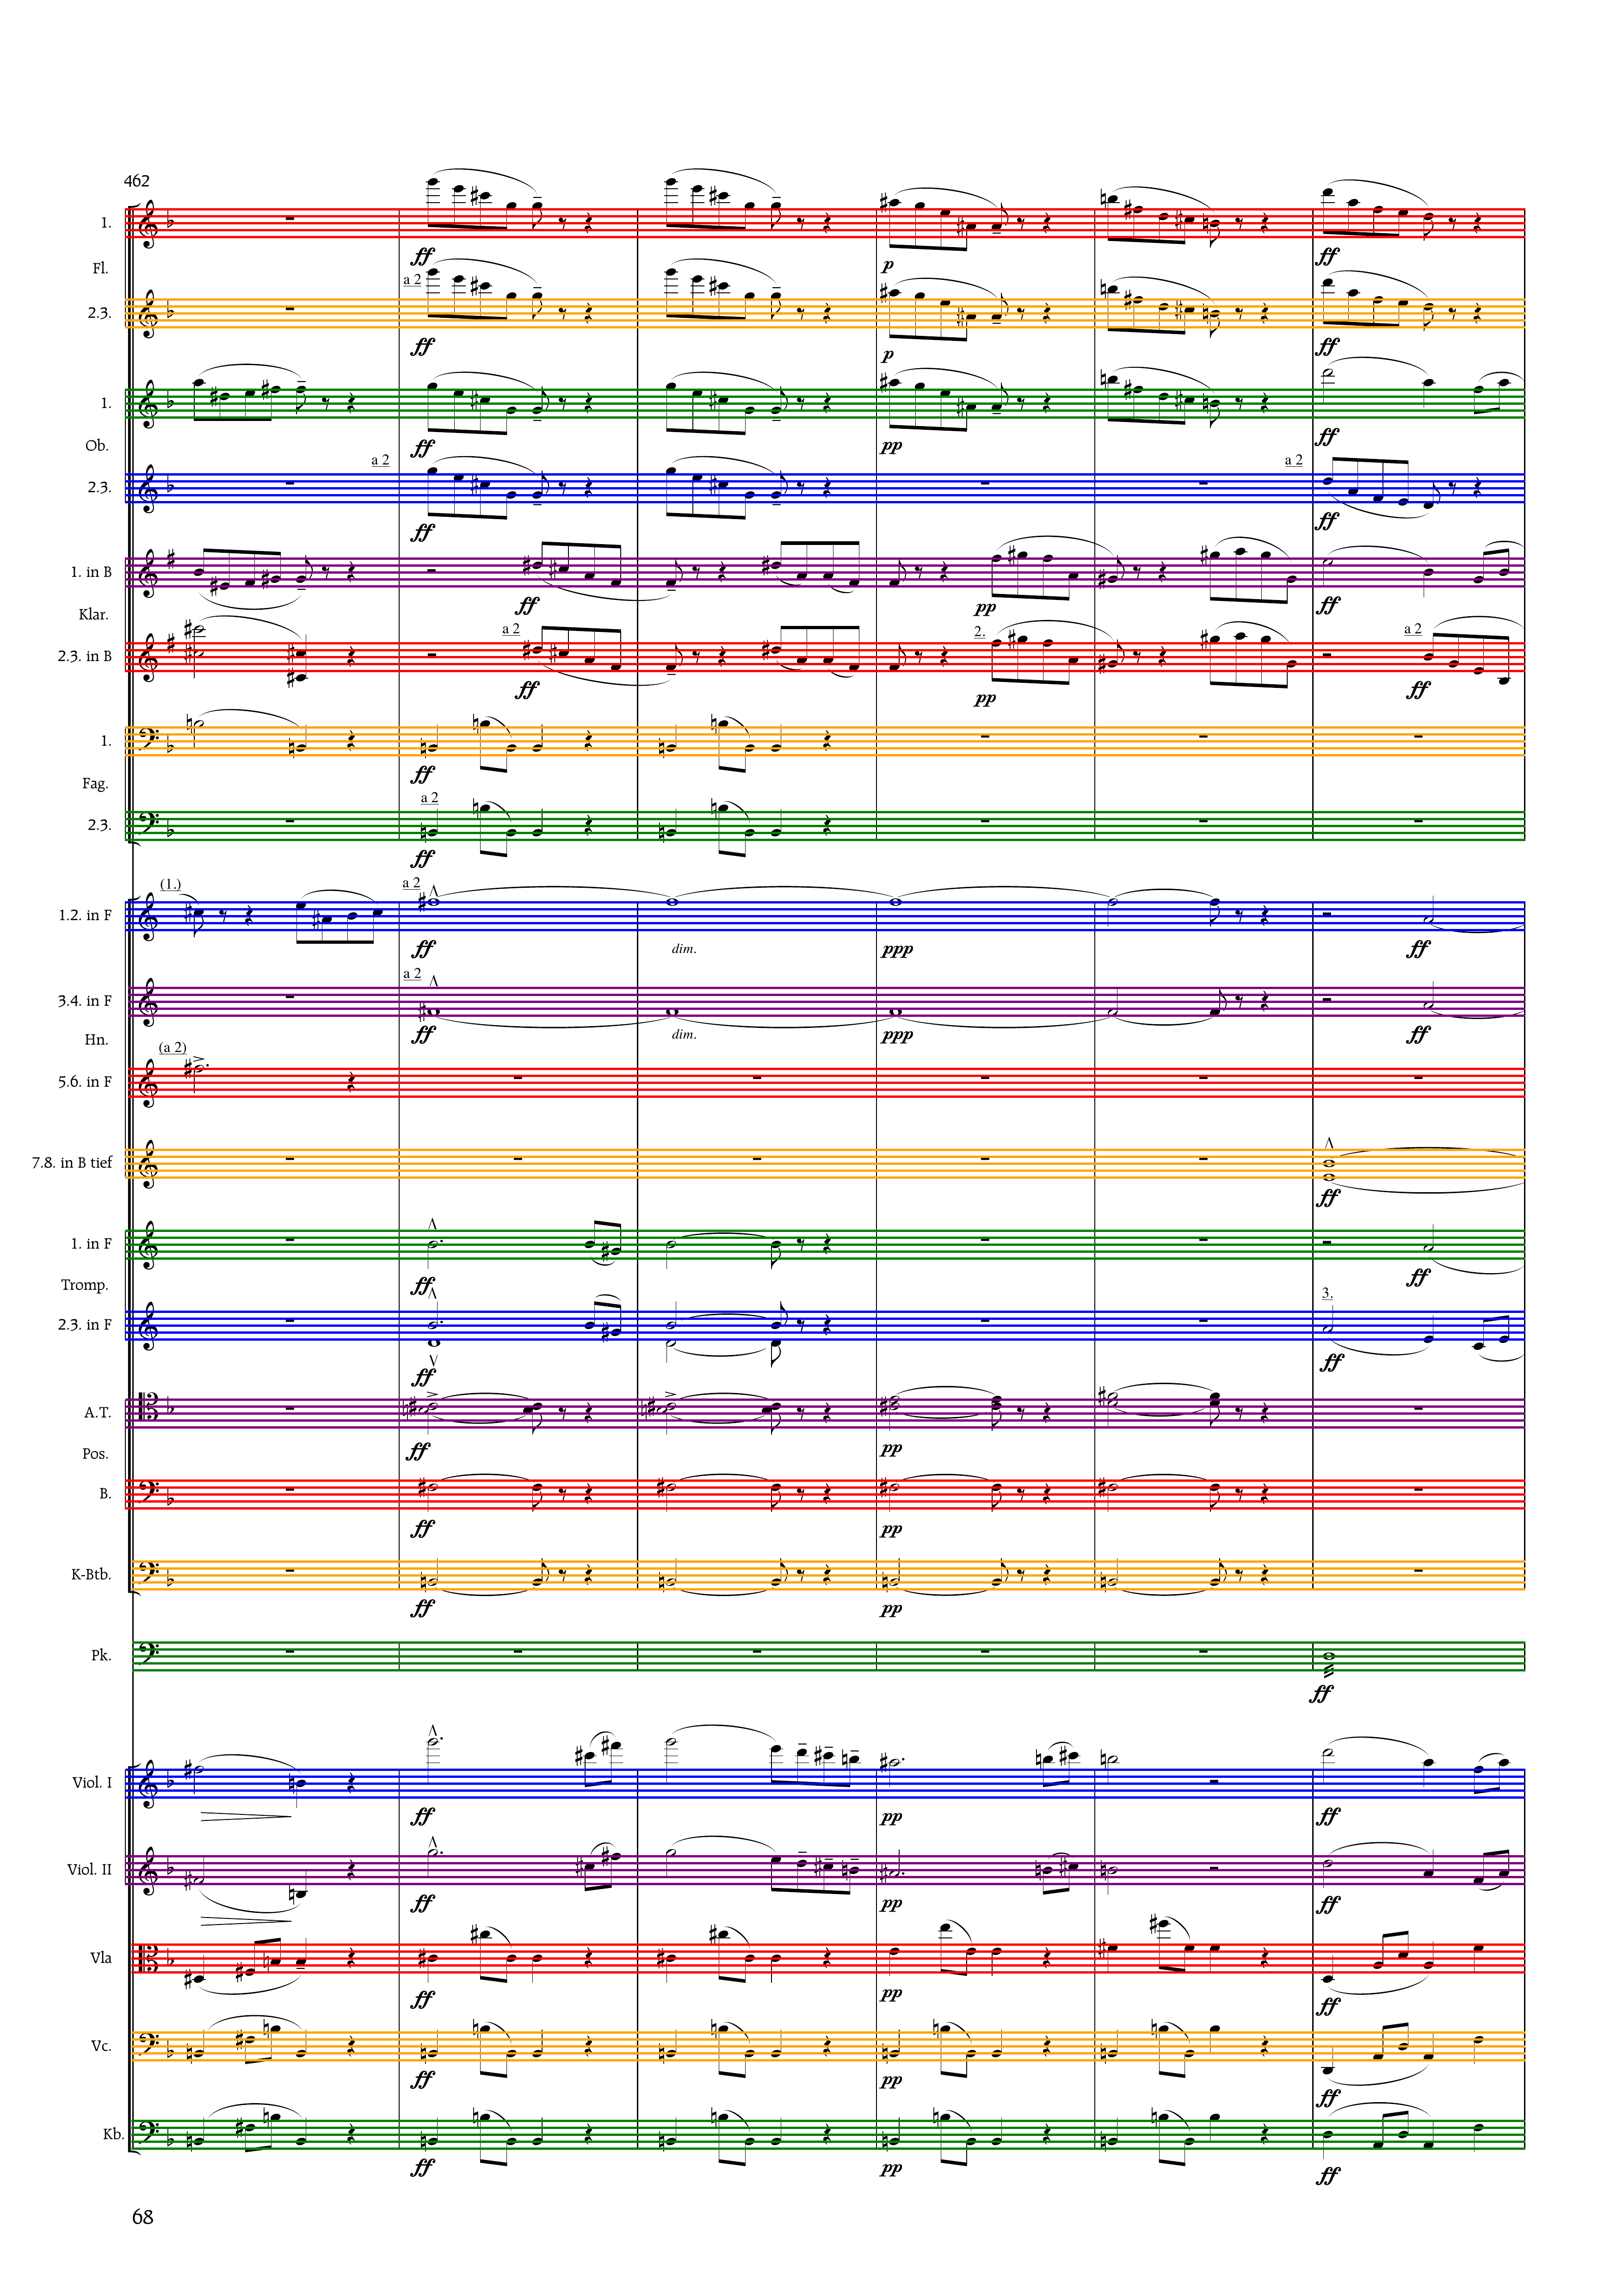 462
1.
ff
p
ff
Fl.
a 2
2.3.
ff
p
ff
1.
ff
pp
ff
Ob.
a 2
a 2
2.3.
ff
ff
1. in B
ff
pp
ff
Klar.
a 2
2.
a 2
2.3. in B
ff
pp
ff
1.
ff
Fag.
a 2
2.3.
ff
(1.)
a 2
1.2. in F
ff
dim.
ppp
ff
a 2
3.4. in F
ff
dim.
ppp
ff
Hn.
(a 2)
5.6. in F
7.8. in B tief
ff
1. in F
ff
ff
Tromp.
3.
2.3. in F
ff
ff
A.T.
ff
pp
Pos.
B.
ff
pp
K-Btb.
ff
pp
Pk.
ff
Viol. I
ff
pp
ff
Viol. II
ff
pp
ff
Vla
ff
pp
ff
Vc.
ff
pp
ff
Kb.
ff
pp
ff
68